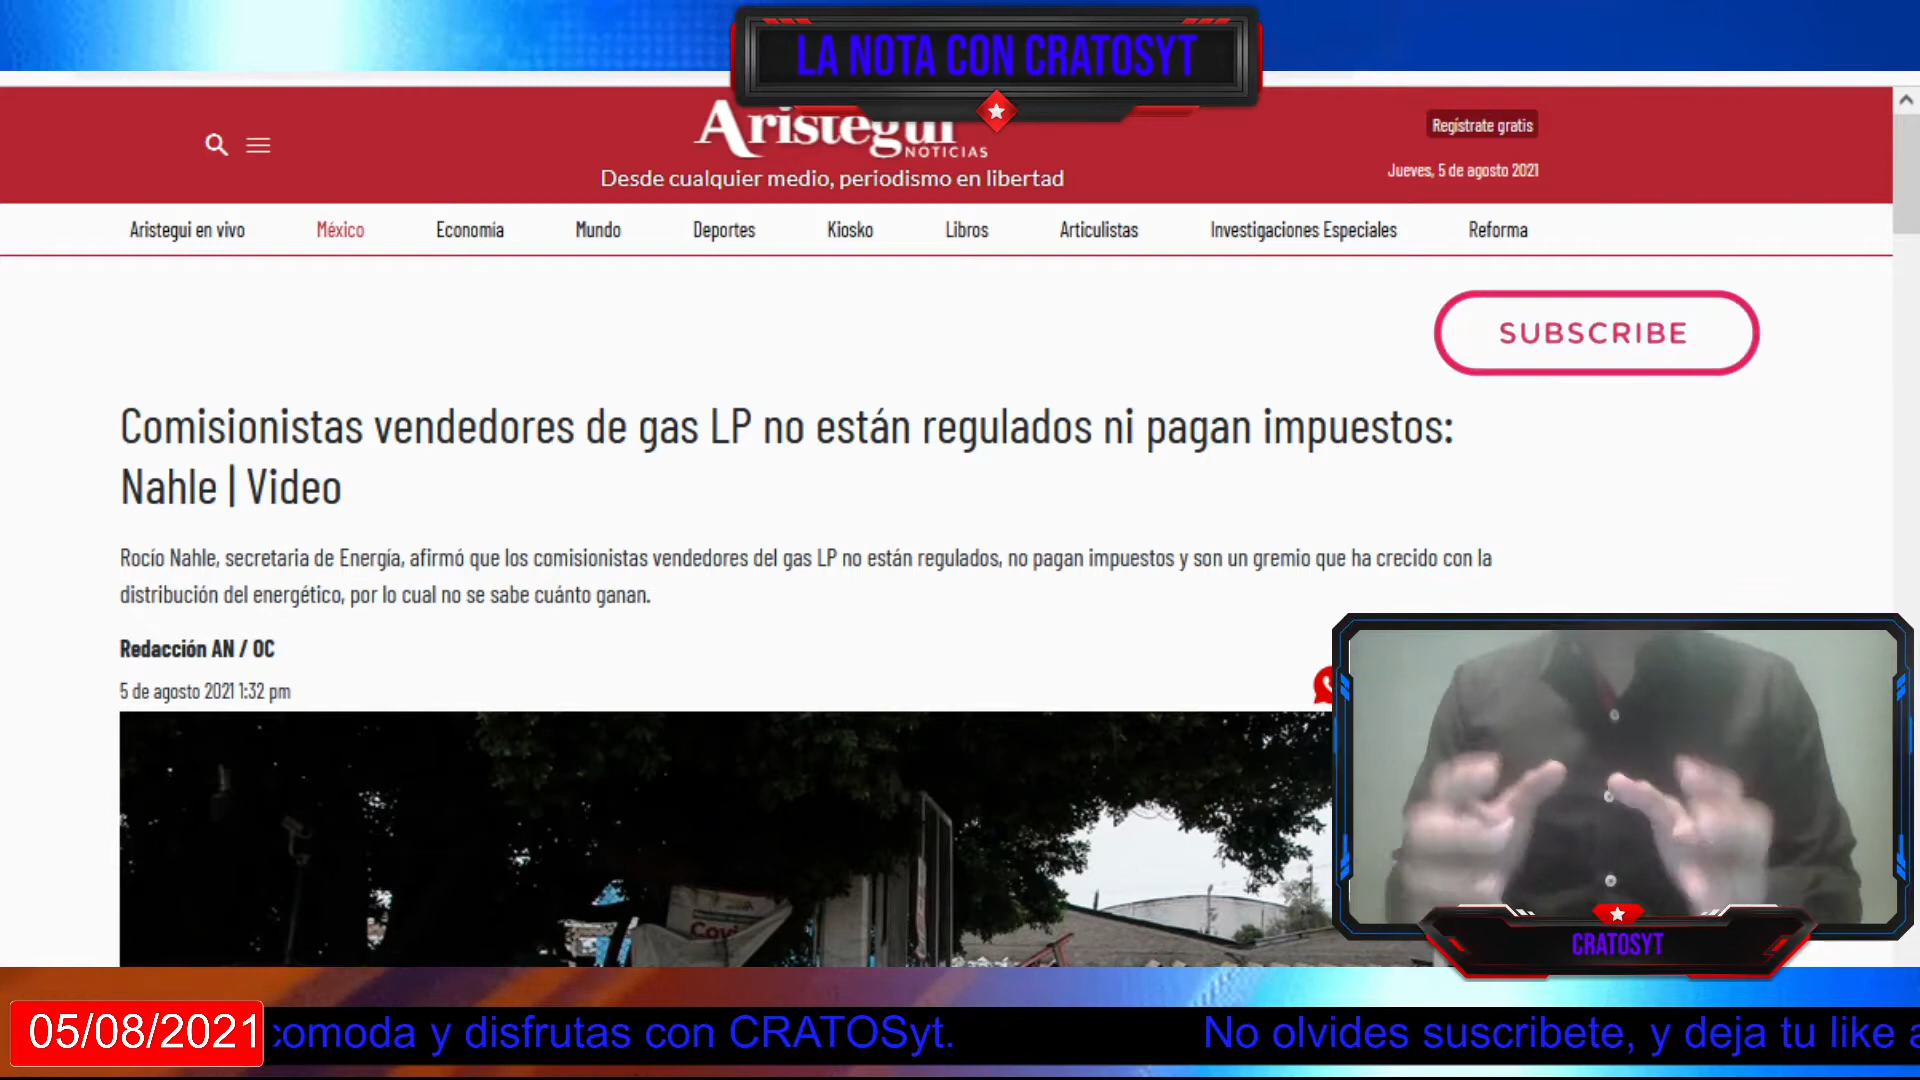 LA NOTA CON CRATOSYT
Aristegui
NOTICIAS
Desde cualquier medio, periodismo en libertad
Regístrate gratis
Jueves, 5 de agosto 2021
Aristegui en vivo México Economía Mundo Deportes Kiosko Libros Articulistas Investigaciones Especiales Reforma
SUBSCRIBE
Comisionistas vendedores de gas LP no están regulados ni pagan impuestos:
Nahle | Video
Rocío Nahle, secretaria de Energía, afirmó que los comisionistas vendedores del gas LP no están regulados, no pagan impuestos y son un gremio que ha crecido con la
distribución del energético, por lo cual no se sabe cuánto ganan.
Redacción AN / OC
5 de agosto 2021 1:32 pm
Covi
CRATOSYT
05/08/2021 comoda y disfrutas con CRATOSyt. No olvides suscribete, y deja tu like a